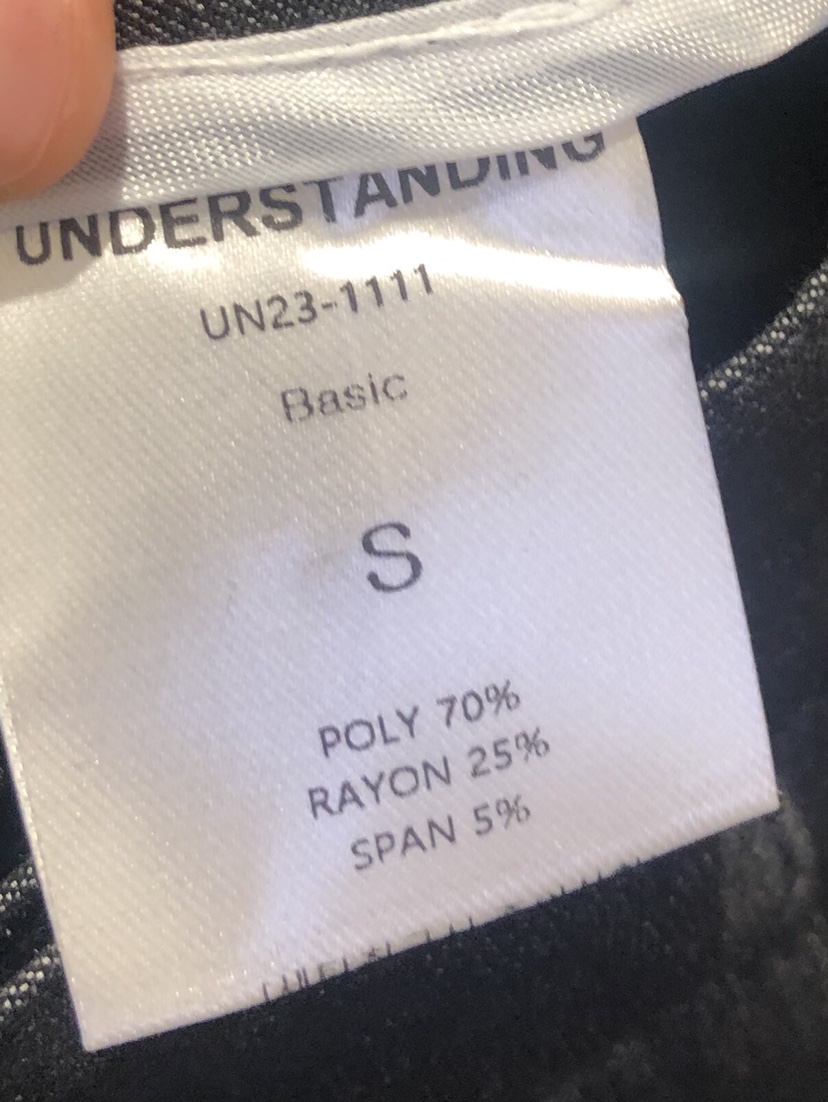 UNDERSTANDING
UN23-1111
Basic
S
POLY 70%
RAYON 25%
SPAN 5%